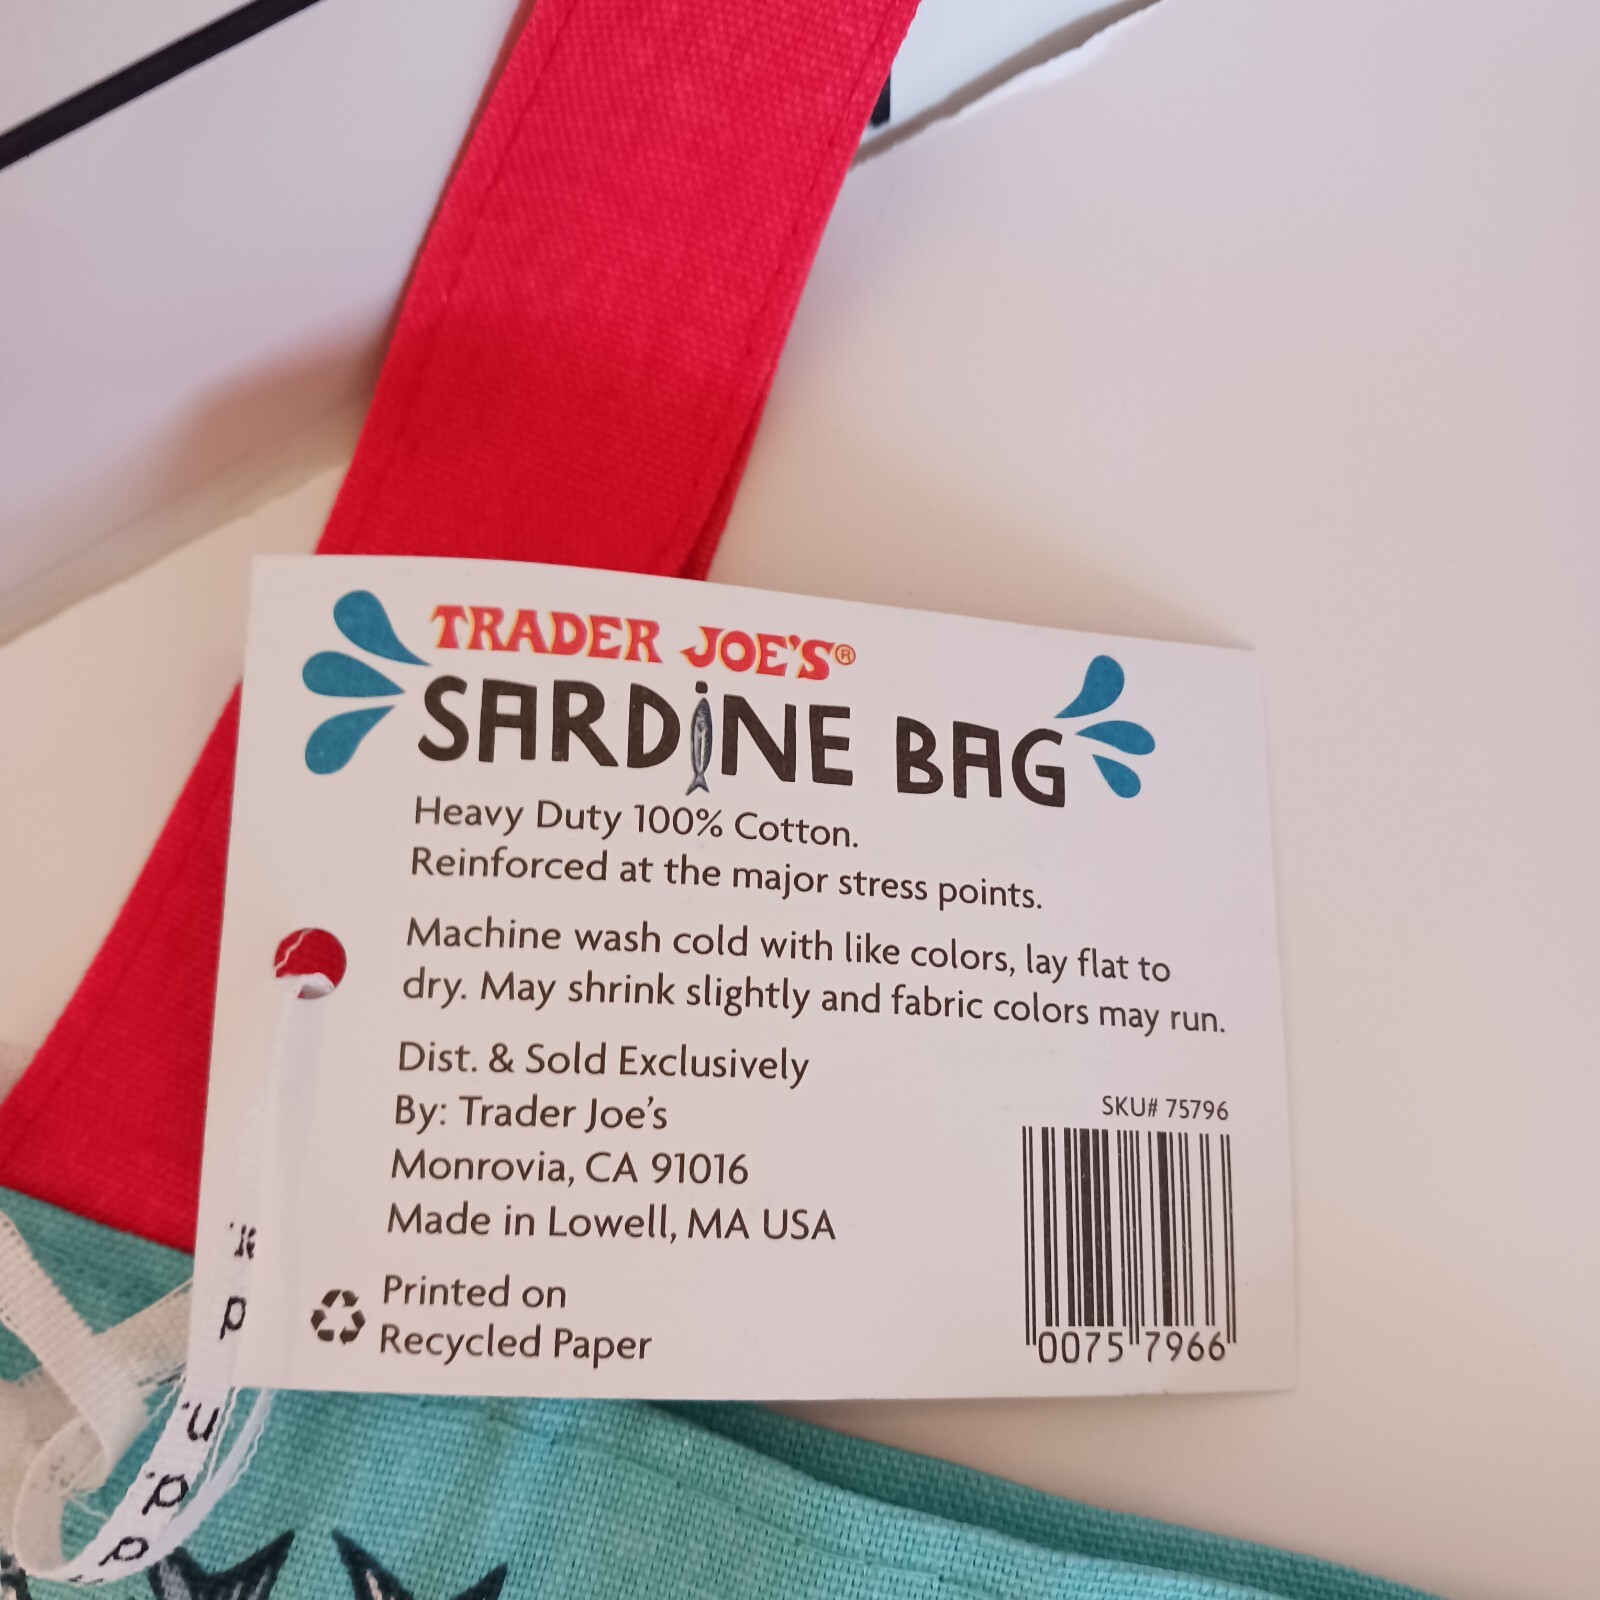 TRADER JOE'S®
SARDINE BAG
Heavy Duty 100% Cotton.
Reinforced at the major stress points.
Machine wash cold with like colors, lay flat to
dry. May shrink slightly and fabric colors may run.
Dist. & Sold Exclusively
By: Trader Joe's
Monrovia, CA 91016
Made in Lowell, MA USA
Printed on
Recycled Paper
SKU# 75796
0075 7966